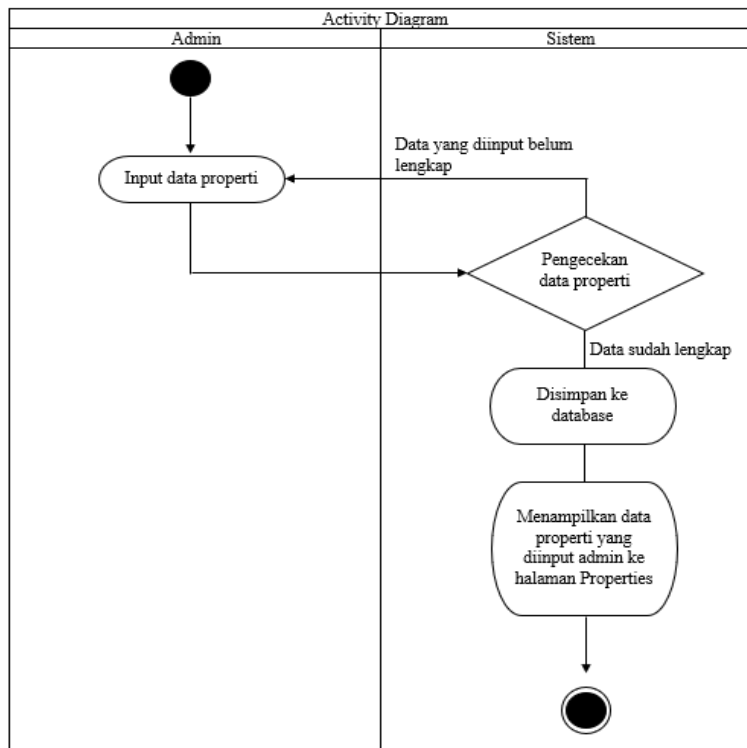 Activity Diagram
Admin
Sistem
Data yang diinput belum
lengkap
Input data properti
Pengecekan
data properti
Data sudah lengkap
Disimpan ke
database
Menampilkan data
properti yang
diinput admin ke
halaman Properties